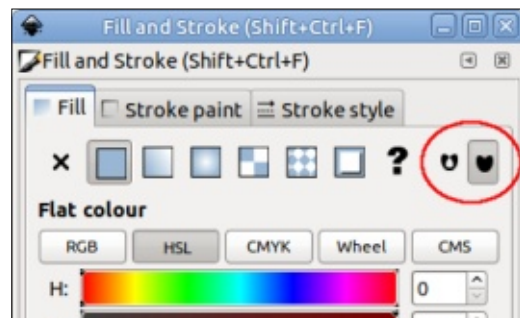 Fill and Stroke (Shift+Ctrl+F)
Fill and Stroke (Shift+Ctrl+F)
Fill Stroke paint Stroke style
?
Flat colour
RGB HSL CMYK Wheel CMS
H: 0